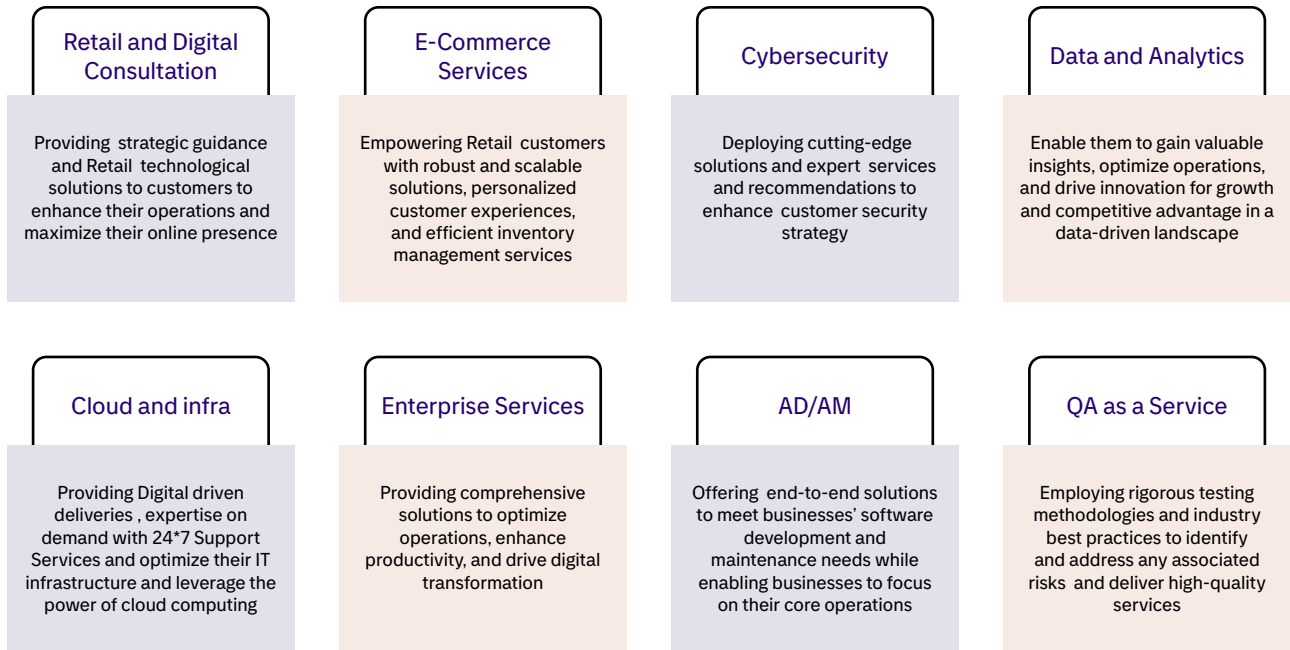 Retail and Digital
Consultation
Providing  strategic guidance
and Retail  technological
solutions to customers to
enhance their operations and
maximize their online presence
E-Commerce
Services
Empowering Retail  customers
with robust and scalable
solutions, personalized
customer experiences,
and efficient inventory
management services
Cybersecurity
Deploying cutting-edge
solutions and expert  services
and recommendations to
enhance  customer security
strategy
Data and Analytics
Enable them to gain valuable
insights, optimize operations,
and drive innovation for growth
and competitive advantage in a
data-driven landscape
Cloud and infra
Providing Digital driven
deliveries , expertise on
demand with 24*7 Support
Services and optimize their IT
infrastructure and leverage the
power of cloud computing
Enterprise Services
Providing comprehensive
solutions to optimize
operations, enhance
productivity, and drive digital
transformation
AD/AM
Offering  end-to-end solutions
to meet businesses’ software
development and
maintenance needs while
enabling businesses to focus
on their core operations
QA as a Service
Employing rigorous testing
methodologies and industry
best practices to identify
and address any associated
risks  and deliver high-quality
services